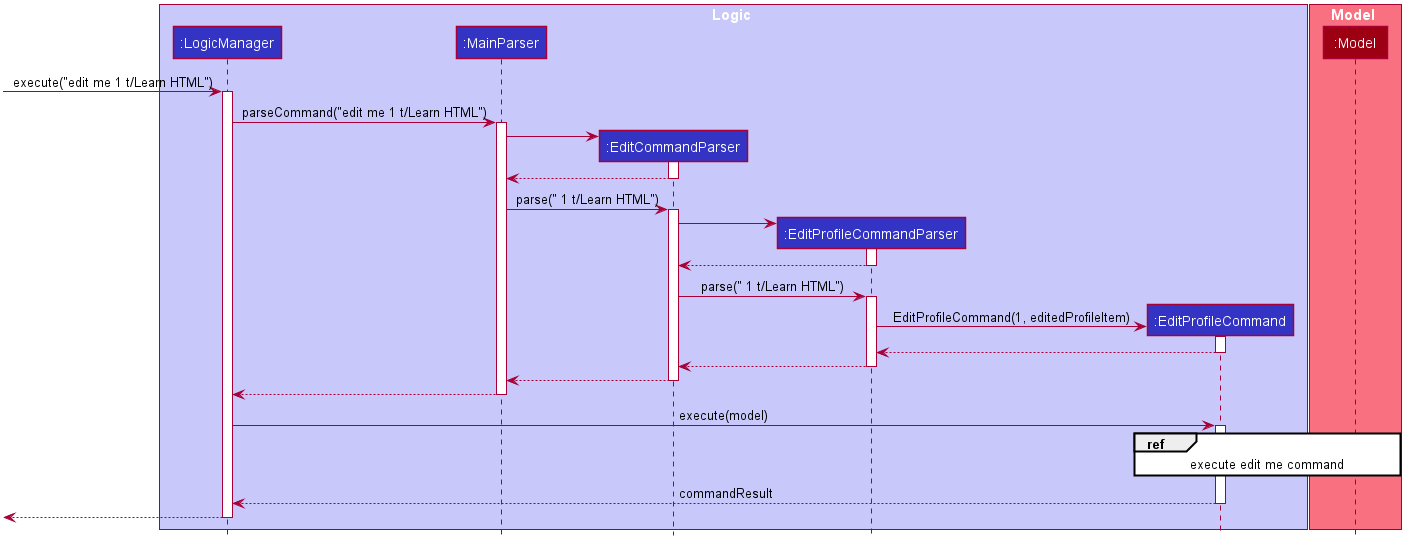 Logic
Model
:LogicManager
:MainParser
:Model
execute("edit me 1 t/Learn HTML")
parseCommand("edit me 1 t/Learn HTML")
:EditCommandParser
parse(" 1 t/Learn HTML")
:EditProfileCommandParser
parse(" 1 t/Learn HTML")
EditProfileCommand(1, editedProfileItem)
:EditProfileCommand
execute(model)
ref
execute edit me command
commandResult